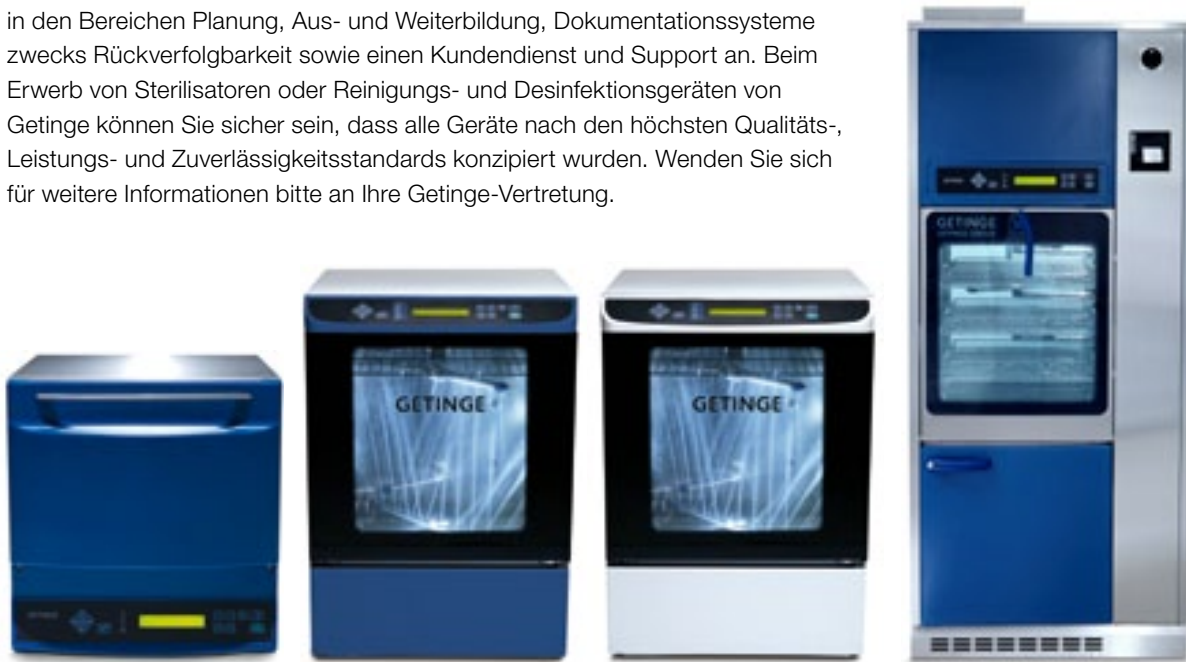 in den Bereichen Planung, Aus- und Weiterbildung, Dokumentationssysteme
zwecks Rückverfolgbarkeit sowie einen Kundendienst und Support an. Beim
Erwerb von Sterilisatoren oder Reinigungs- und Desinfektionsgeräten von
Getinge können Sie sicher sein, dass alle Geräte nach den höchsten Qualitäts-,
Leistungs- und Zuverlässigkeitsstandards konzipiert wurden. Wenden Sie sich
für weitere Informationen bitte an Ihre Getinge-Vertretung.
GETINGE
GETINGE
GETINGE
GETINGE